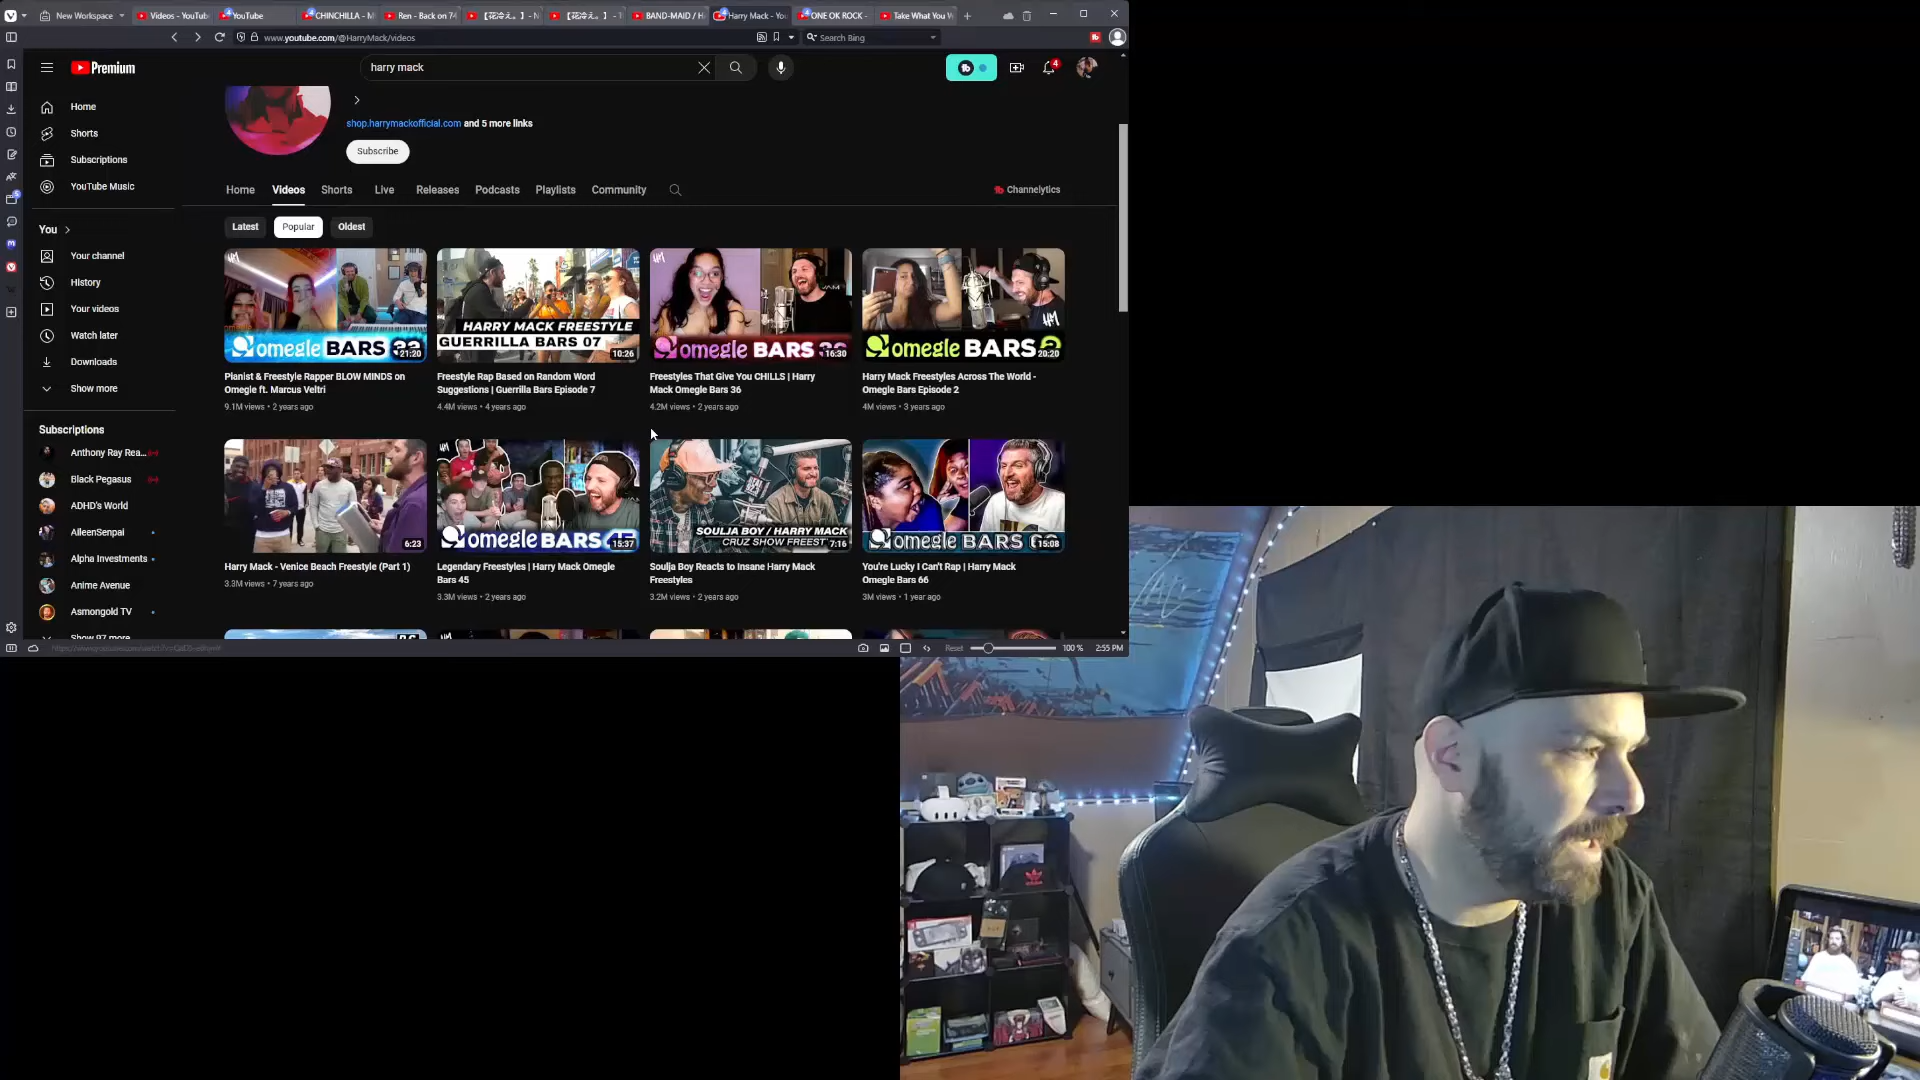 New Workspace
Videos - YouTub
YouTube
CHINCHILLA - M
Ren - Back on 74
【花冷え。】 - N
【花冷え。】 - T
BAND-MAID / H
Harry Mack - You
ONE OK ROCK -
Take What You W
www.youtube.com/@HarryMack/videos
Search Bing
Premium
harry mack
4
Home
Shorts
Subscriptions
YouTube Music
You
Your channel
History
Your videos
Watch later
Downloads
Show more
Subscriptions
Anthony Ray Rea...
Black Pegasus
ADHD's World
AileenSenpai
Alpha Investments
Anime Avenue
Asmongold TV
Show 97 more
shop.harrymackofficial.com and 5 more links
Subscribe
Home
Videos
Shorts
Live
Releases
Podcasts
Playlists
Community
Channelytics
Latest
Popular
Oldest
omegle BARS
21:20
Pianist & Freestyle Rapper BLOW MINDS on
Omegle ft. Marcus Veltri
9.1M views • 2 years ago
HARRY MACK FREESTYLE
GUERRILLA BARS 07
10:26
Freestyle Rap Based on Random Word
Suggestions | Guerrilla Bars Episode 7
4.4M views • 4 years ago
omegle BARS
16:30
Freestyles That Give You CHILLS | Harry
Mack Omegle Bars 36
4.2M views • 2 years ago
omegle BARS
20:20
Harry Mack Freestyles Across The World -
Omegle Bars Episode 2
4M views • 3 years ago
6:23
Harry Mack - Venice Beach Freestyle (Part 1)
3.3M views • 7 years ago
omegle BARS 45
15:37
Legendary Freestyles | Harry Mack Omegle
Bars 45
3.3M views • 2 years ago
SOULJA BOY / HARRY MACK
CRUZ SHOW FREEST
7:16
Soulja Boy Reacts to Insane Harry Mack
Freestyles
3.2M views • 2 years ago
omegle BARS
15:08
You're Lucky I Can't Rap | Harry Mack
Omegle Bars 66
3M views • 1 year ago
Reset
100 %
2:55 PM